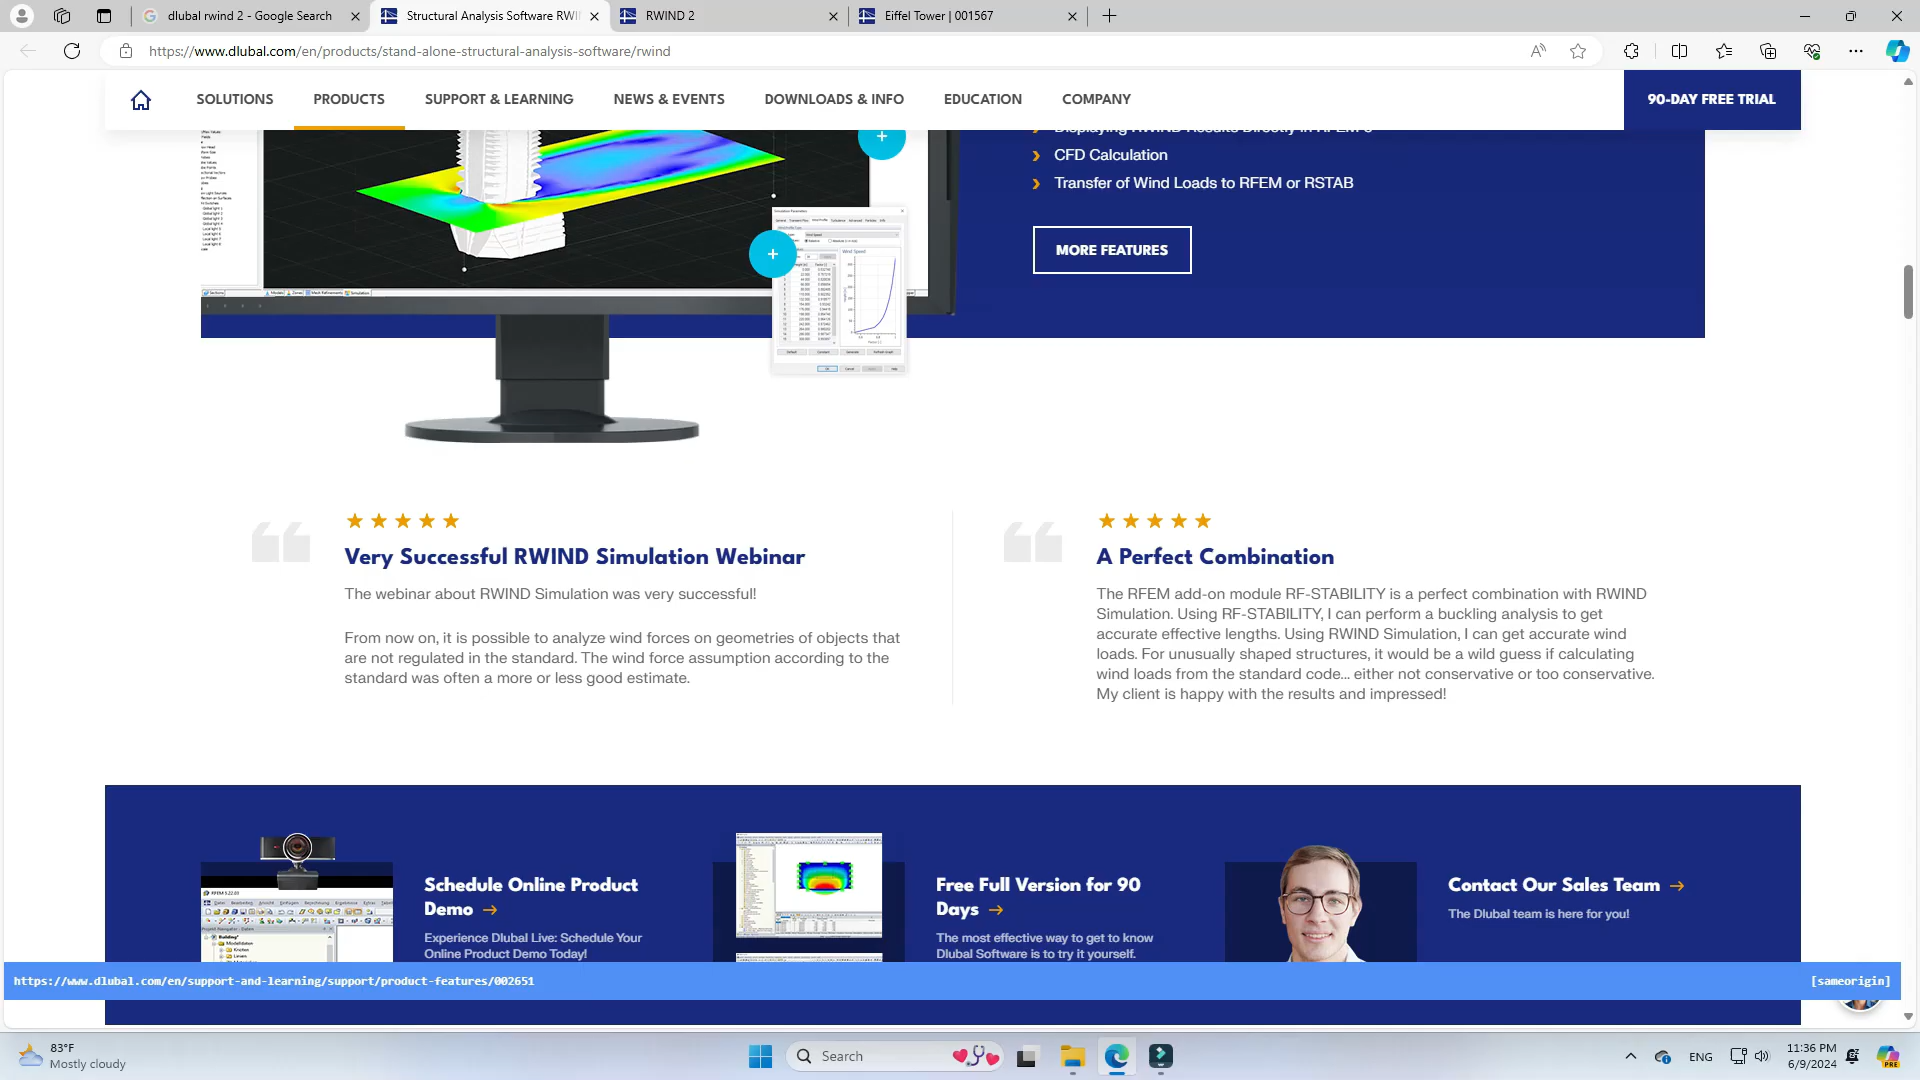 dlubal rwind 2 - Google Search
Structural Analysis Software RWI
RWIND 2
Eiffel Tower | 001567
https://www.dlubal.com/en/products/stand-alone-structural-analysis-software/rwind
SOLUTIONS
PRODUCTS
SUPPORT & LEARNING
NEWS & EVENTS
DOWNLOADS & INFO
EDUCATION
COMPANY
90-DAY FREE TRIAL
CFD Calculation
Transfer of Wind Loads to RFEM or RSTAB
MORE FEATURES
Very Successful RWIND Simulation Webinar
The webinar about RWIND Simulation was very successful!
From now on, it is possible to analyze wind forces on geometries of objects that
are not regulated in the standard. The wind force assumption according to the
standard was often a more or less good estimate.
A Perfect Combination
The RFEM add-on module RF-STABILITY is a perfect combination with RWIND
Simulation. Using RF-STABILITY, I can perform a buckling analysis to get
accurate effective lengths. Using RWIND Simulation, I can get accurate wind
loads. For unusually shaped structures, it would be a wild guess if calculating
wind loads from the standard code... either not conservative or too conservative.
My client is happy with the results and impressed!
Schedule Online Product
Demo →
Experience Dlubal Live: Schedule Your
Online Product Demo Today!
Free Full Version for 90
Days →
The most effective way to get to know
Dlubal Software is to try it yourself.
Contact Our Sales Team →
The Dlubal team is here for you!
https://www.dlubal.com/en/support-and-learning/support/product-features/002651
[sameorigin]
83°F
Mostly cloudy
Search
ENG
11:36 PM
6/9/2024